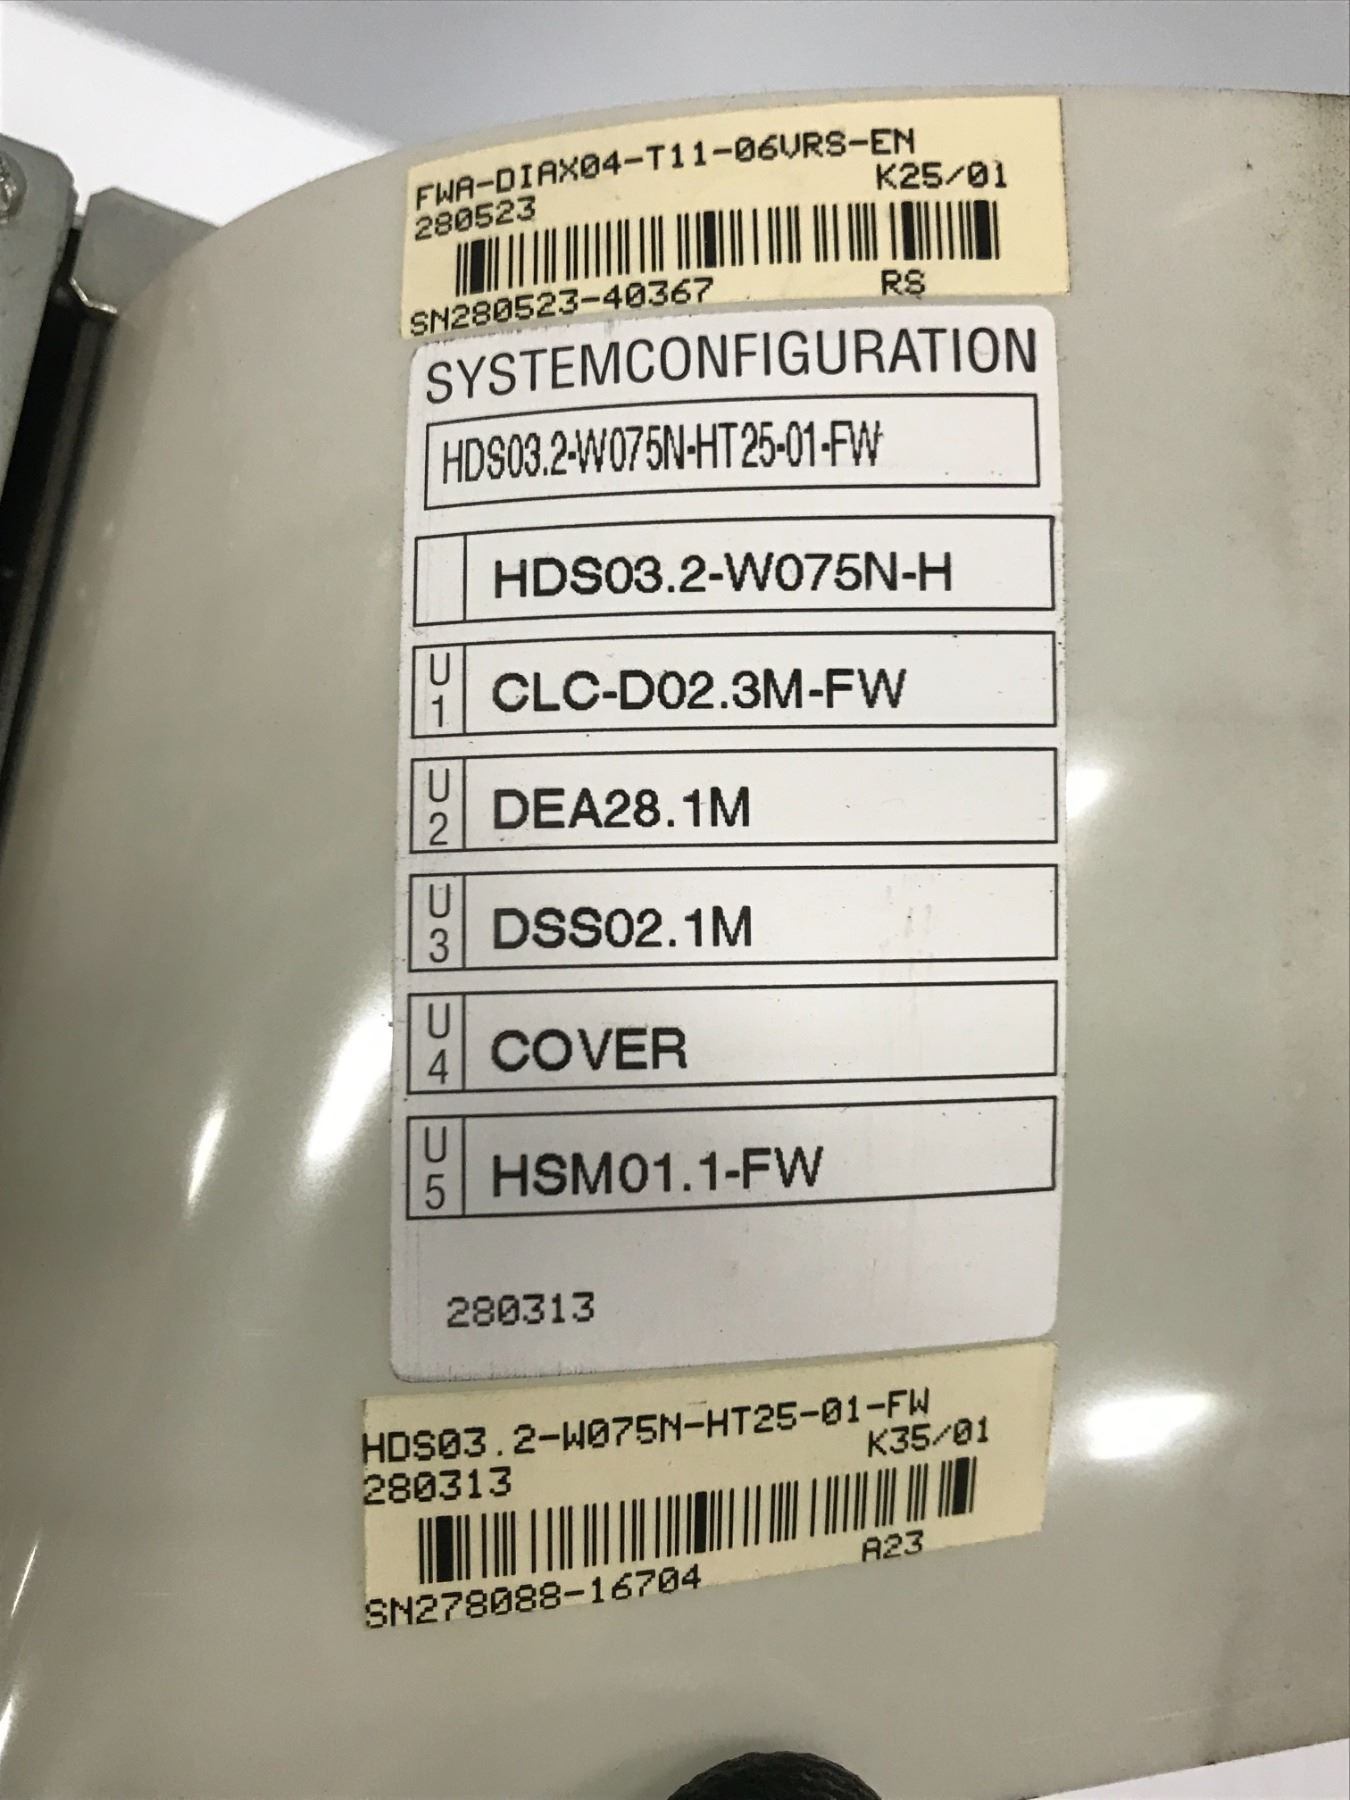 FWA-DIAX04-T11-06VRS-EN
280523 K25/01
SN280523-40367 RS
SYSTEMCONFIGURATION
HDS03.2-W075N-HT25-01-FW
HDS03.2-W075N-H
U1 CLC-D02.3M-FW
U2 DEA28.1M
U3 DSS02.1M
U4 COVER
U5 HSM01.1-FW
280313
HDS03.2-W075N-HT25-01-FW
280313 K35/01
SN278088-16704 A23